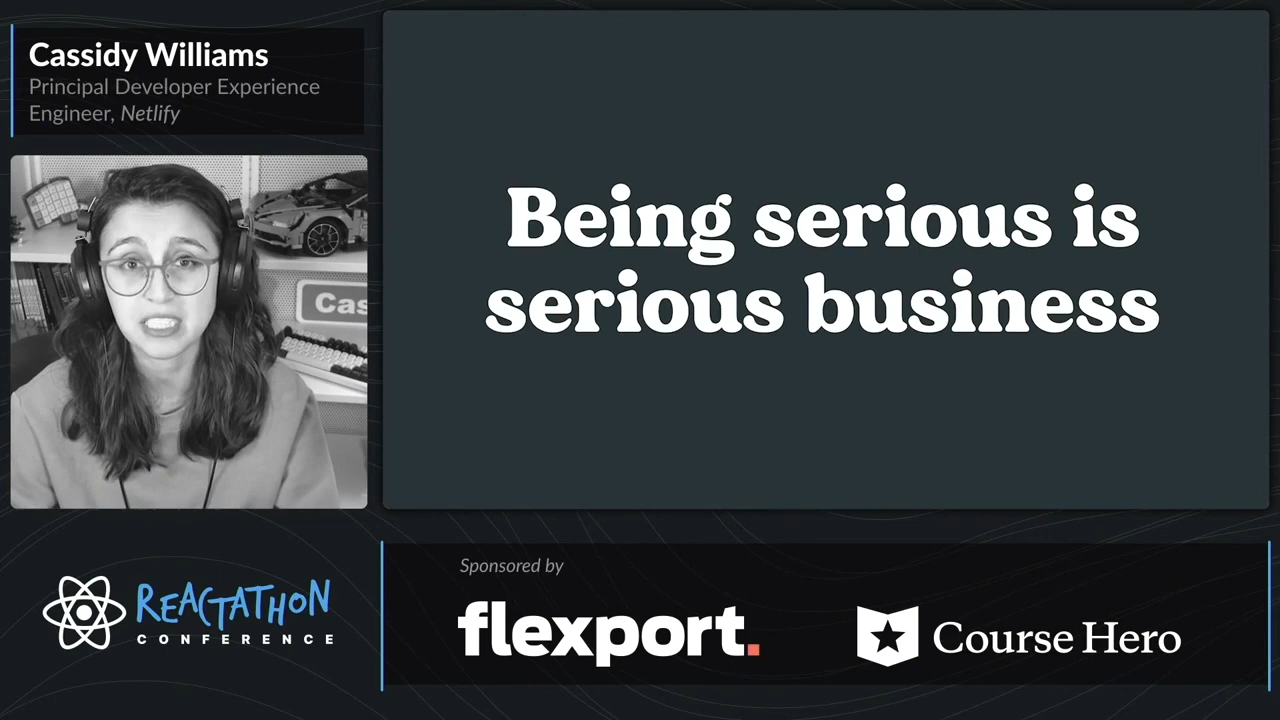 Cassidy Williams
Principal Developer Experience
Engineer, Netlify
Cas
Being serious is
serious business
REACTATHON
CONFERENCE
Sponsored by
flexport.
Course Hero